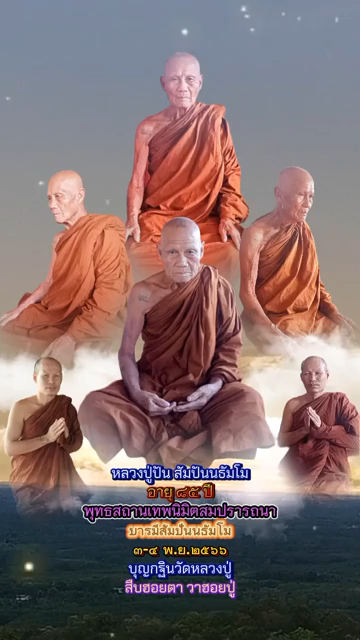 หลวงปู่ปัน สัมปันนธัมโม
อายุ ๘๕ ปี
พุทธสถานเทพนิมิตสมปรารถนา
บารมีสัมปันนธัมโม
๓-๔ พ.ย.๒๕๖๖
บุญกฐินวัดหลวงปู่
สืบฮอยตา วาฮอยปู่